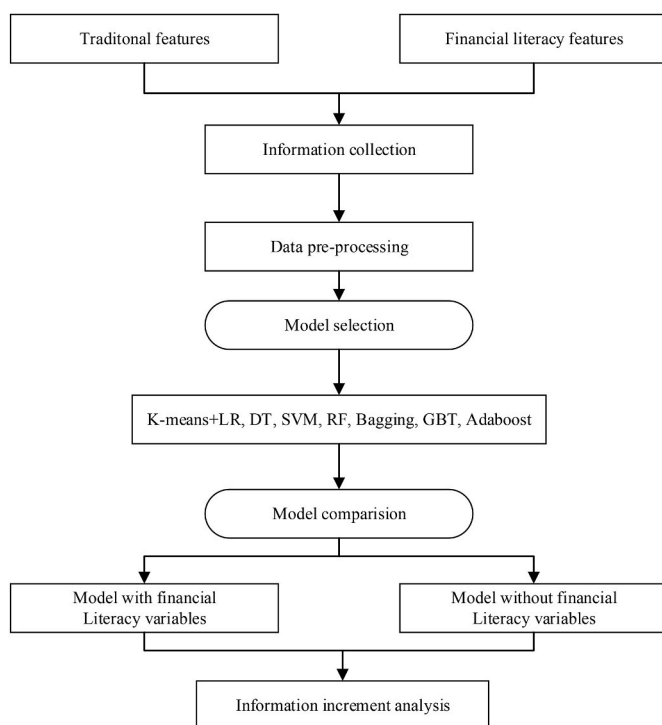 Traditonal features
Financial literacy features
Information collection
Data pre-processing
Model selection
K-means+LR, DT, SVM, RF, Bagging, GBT, Adaboost
Model comparision
Model with financial
Literacy variables
Model without financial
Literacy variables
Information increment analysis